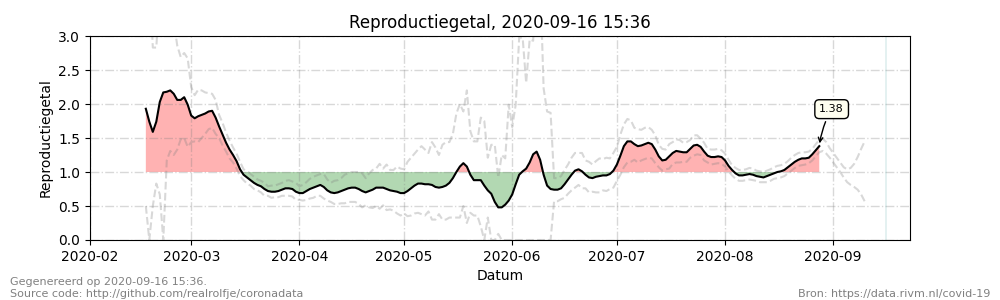 Reproductiegetal, 2020-09-16 15:36
3.0
2.5
2.0
1.5
1.0
0.5
0.0
Reproductiegetal
1.38
2020-02 2020-03 2020-04 2020-05 2020-06 2020-07 2020-08 2020-09
Datum
Gegenereerd op 2020-09-16 15:36.
Source code: http://github.com/realrolfje/coronadata
Bron: https://data.rivm.nl/covid-19